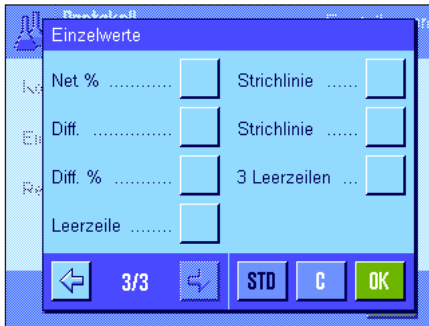 Einzelwerte
Net % ...........
Diff. ..............
Diff. % ..........
Leerzeile ........
Strichlinie ......
Strichlinie ......
3 Leerzeilen ...
3/3
STD
C
OK